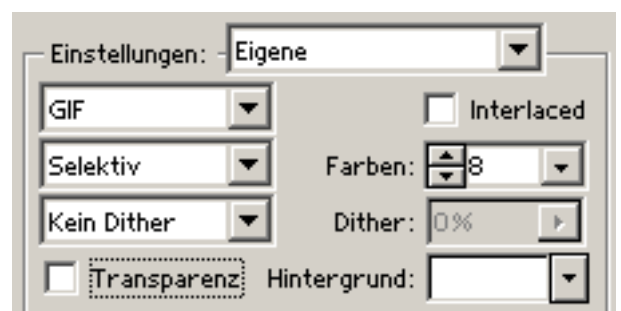 Einstellungen: Eigene
GIF Interlaced
Selektiv Farben: 8
Kein Dither Dither: 0%
Transparenz Hintergrund: